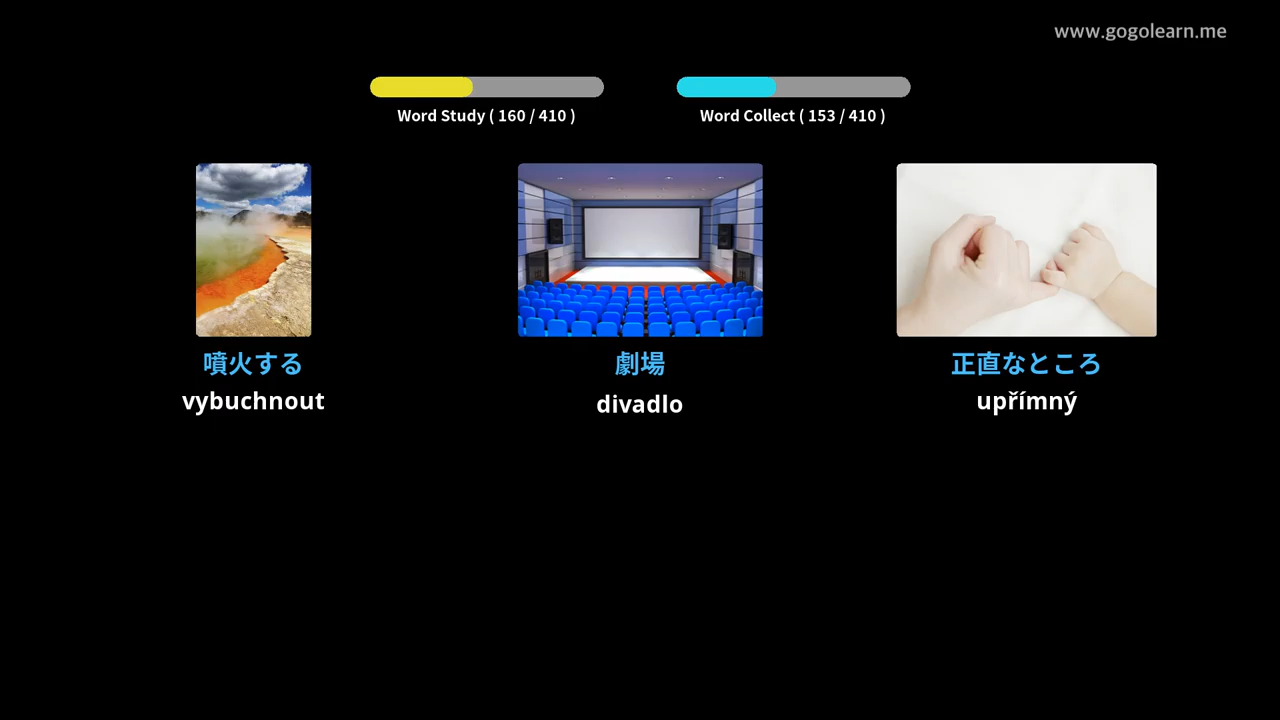 www.gogolearn.me
Word Study ( 160 / 410 )
Word Collect ( 153 / 410 )
噴火する
vybuchnout
劇場
divadlo
正直なところ
upřímný